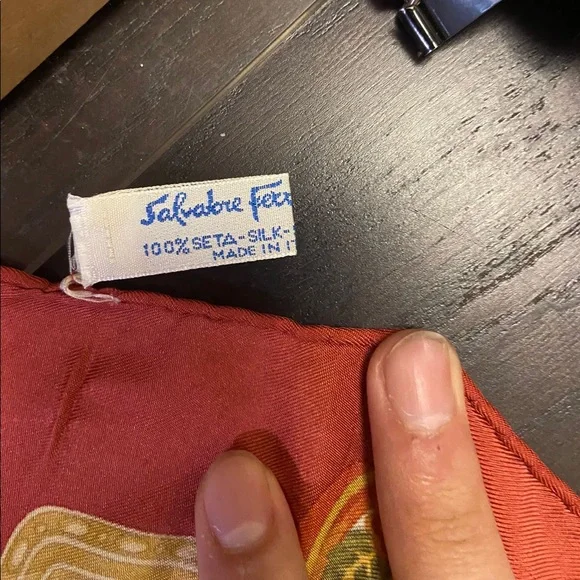 Salvatore Ferr
100% SETA-SILK-
MADE IN IT